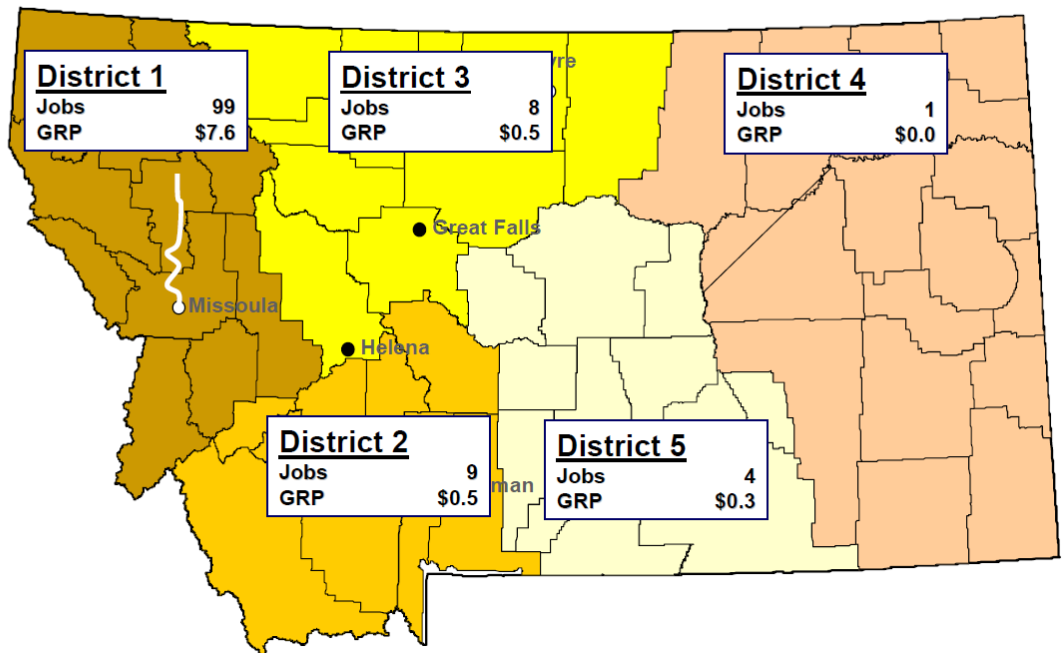 District 1
Jobs 99
GRP $7.6
District 3
Jobs 8
GRP $0.5
yre
District 4
Jobs 1
GRP $0.0
Great Falls
Missoula
Helena
District 2
Jobs 9
GRP $0.5
man
District 5
Jobs 4
GRP $0.3